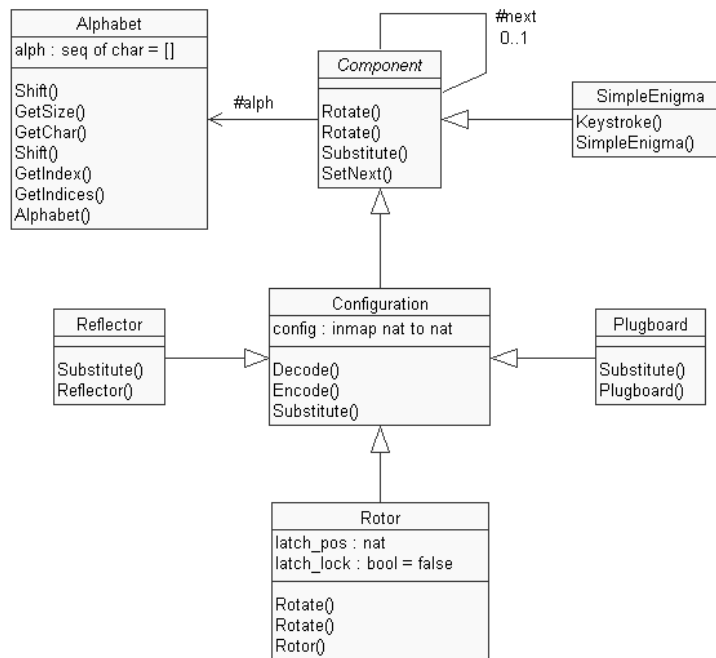 Alphabet
alph : seq of char = []
Shift()
GetSize()
GetChar()
Shift()
GetIndex()
GetIndices()
Alphabet()
#alph
#next
0..1
Component
Rotate()
Rotate()
Substitute()
SetNext()
SimpleEnigma
Keystroke()
SimpleEnigma()
Reflector
Substitute()
Reflector()
Configuration
config : inmap nat to nat
Decode()
Encode()
Substitute()
Plugboard
Substitute()
Plugboard()
Rotor
latch_pos : nat
latch_lock : bool = false
Rotate()
Rotate()
Rotor()